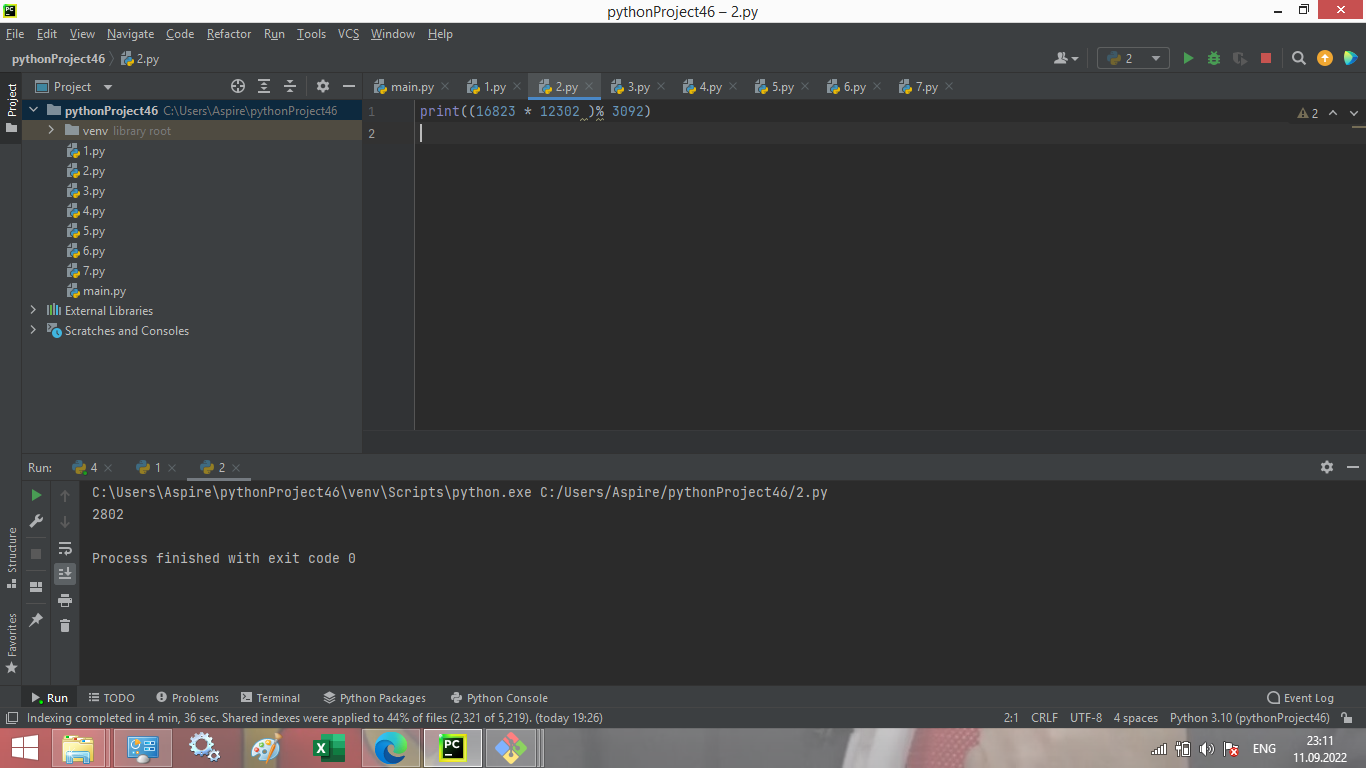 pythonProject46 – 2.py
File Edit View Navigate Code Refactor Run Tools VCS Window Help
pythonProject46 2.py
2
Project
main.py 1.py 2.py 3.py 4.py 5.py 6.py 7.py
Project
pythonProject46 C:\Users\Aspire\pythonProject46
venv library root
1.py
2.py
3.py
4.py
5.py
6.py
7.py
main.py
External Libraries
Scratches and Consoles
1 print((16823 * 12302 )% 3092)
2
2
Run: 4 1 2
C:\Users\Aspire\pythonProject46\venv\Scripts\python.exe C:/Users/Aspire/pythonProject46/2.py
2802
Process finished with exit code 0
Structure
Favorites
Run TODO Problems Terminal Python Packages Python Console Event Log
Indexing completed in 4 min, 36 sec. Shared indexes were applied to 44% of files (2,321 of 5,219). (today 19:26) 2:1 CRLF UTF-8 4 spaces Python 3.10 (pythonProject46)
ENG
23:11
11.09.2022